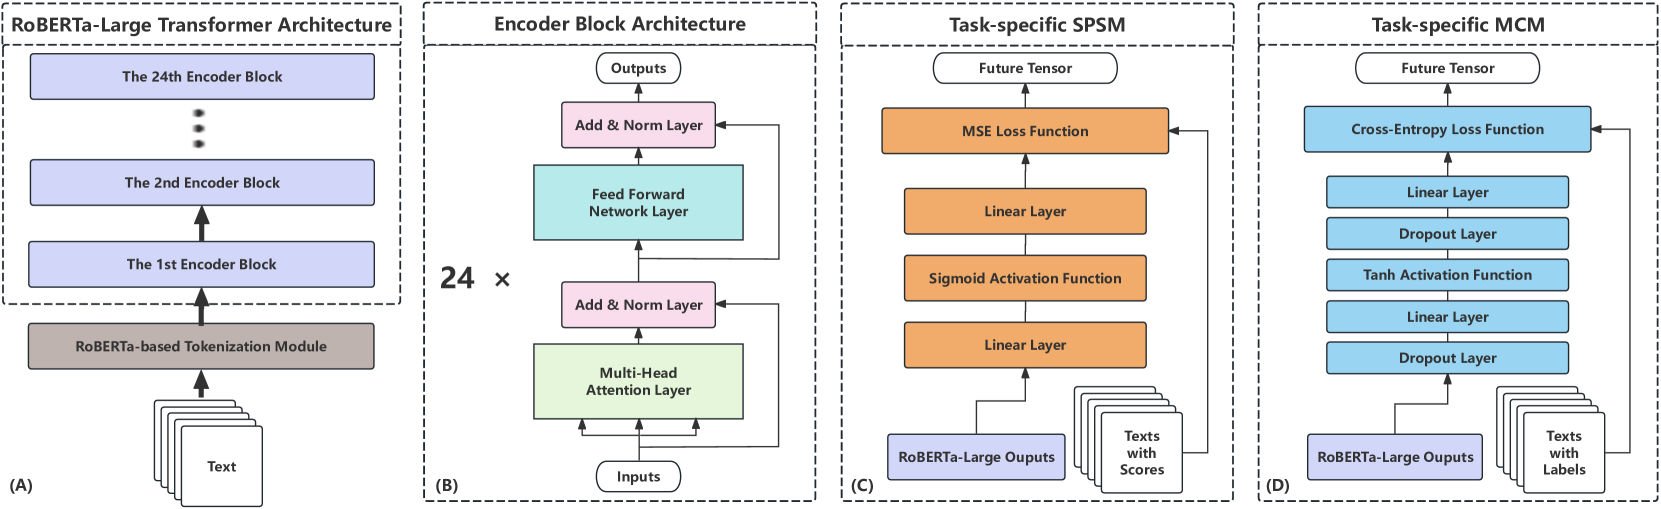 RoBERTa-Large Transformer Architecture
The 24th Encoder Block
The 2nd Encoder Block
The 1st Encoder Block
RoBERTa-based Tokenization Module
Text
(A)
Encoder Block Architecture
Outputs
Add & Norm Layer
Feed Forward
Network Layer
24 ×
Add & Norm Layer
Multi-Head
Attention Layer
Inputs
(B)
Task-specific SPSM
Future Tensor
MSE Loss Function
Linear Layer
Sigmoid Activation Function
Linear Layer
RoBERTa-Large Ouputs
Texts
with
Scores
(C)
Task-specific MCM
Future Tensor
Cross-Entropy Loss Function
Linear Layer
Dropout Layer
Tanh Activation Function
Linear Layer
Dropout Layer
RoBERTa-Large Ouputs
Texts
with
Labels
(D)